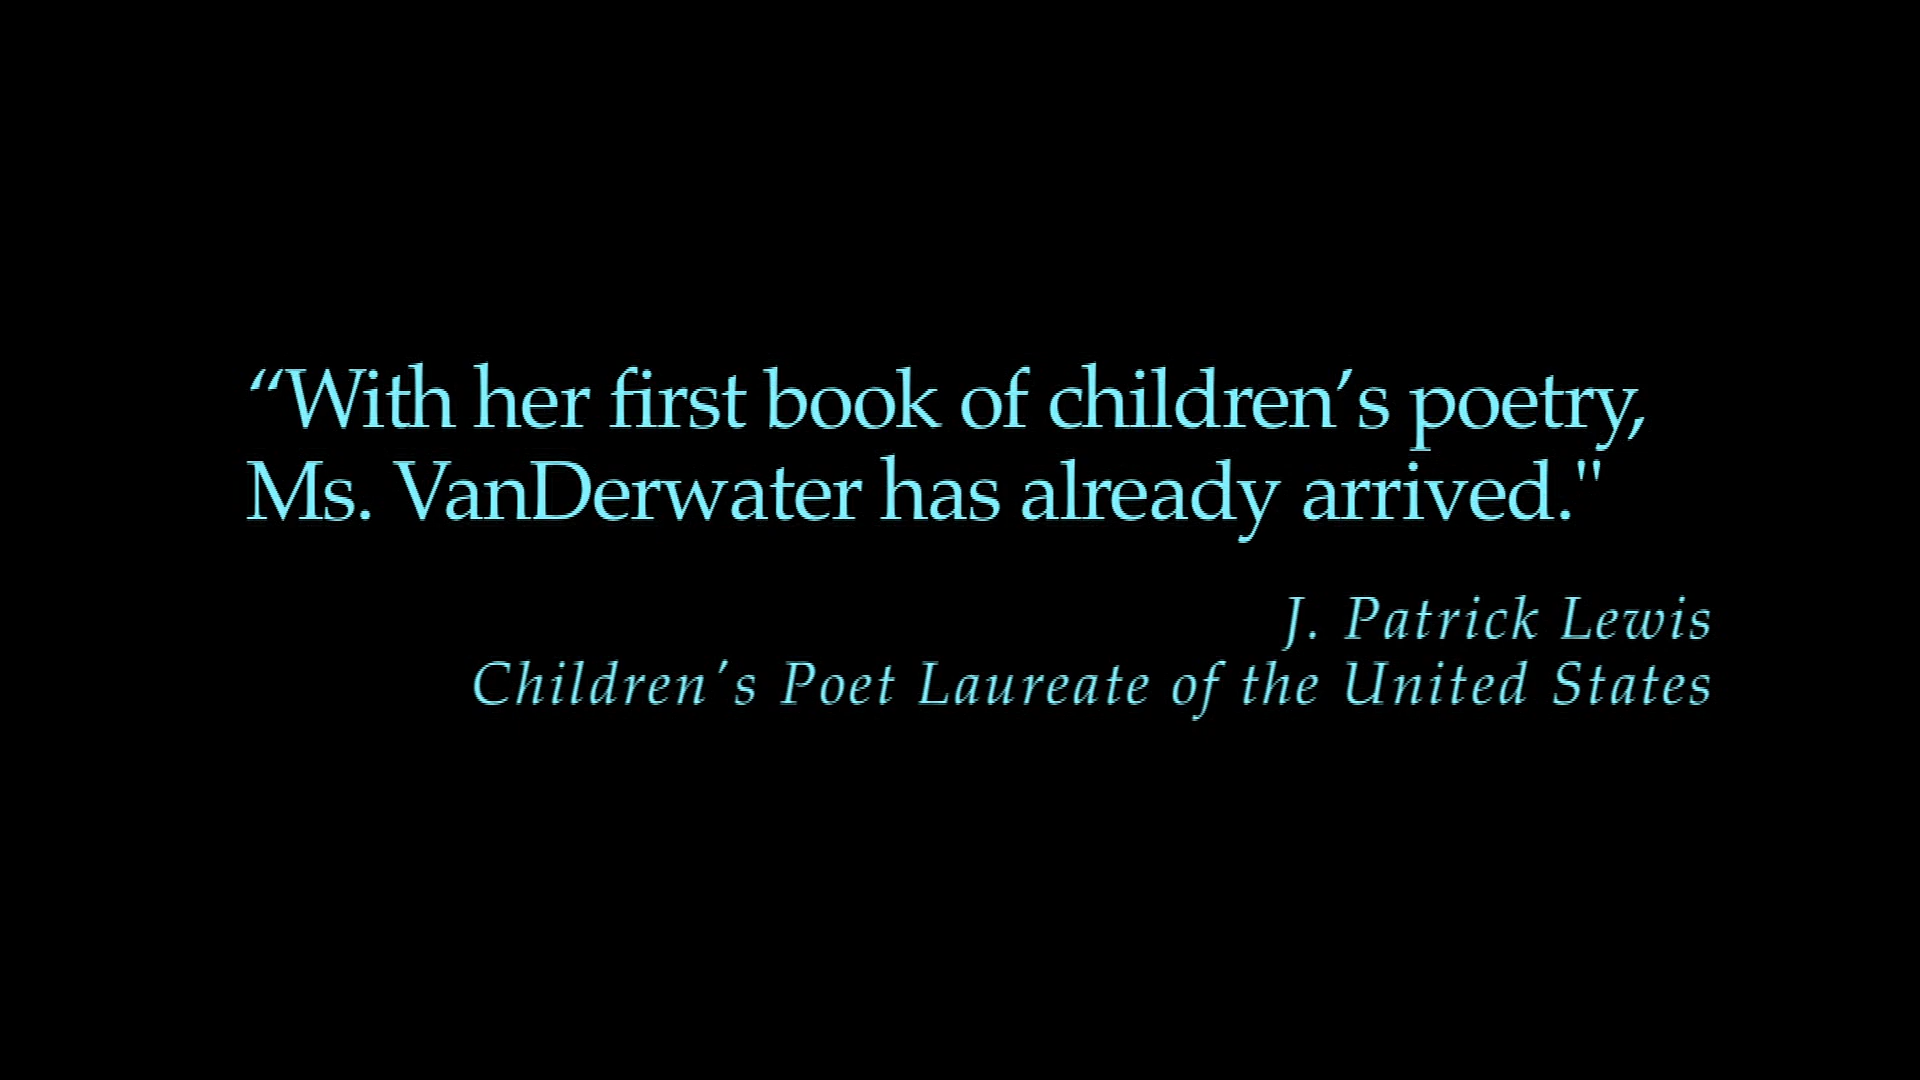 “With her first book of children’s poetry,
Ms. VanDerwater has already arrived."
J. Patrick Lewis
Children’s Poet Laureate of the United States